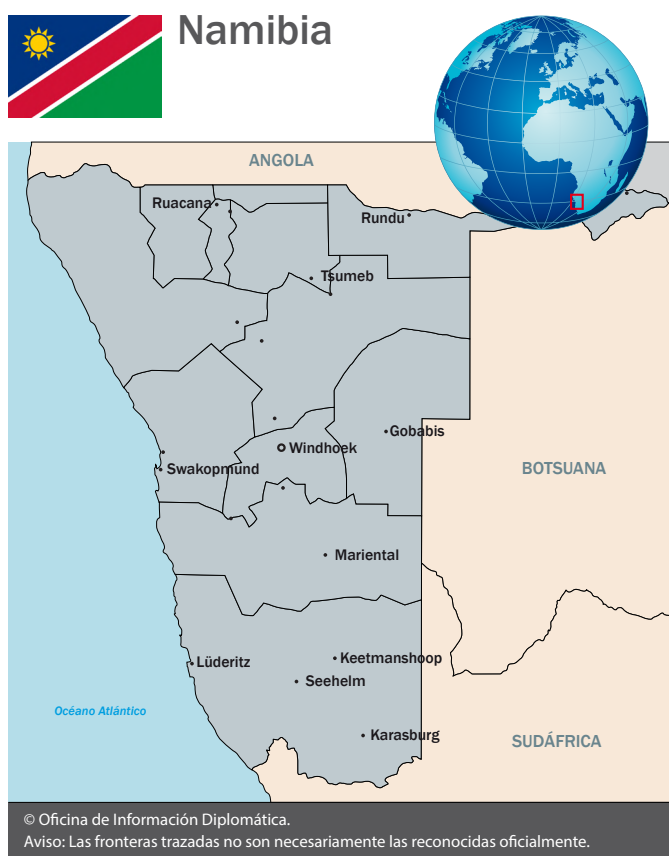 Namibia
ANGOLA
Ruacana
Rundu
Tsumeb
Gobabis
Windhoek
Swakopmund
BOTSUANA
Mariental
Lüderitz
Keetmanshoop
Seehelm
Océano Atlántico
Karasburg
SUDÁFRICA
© Oficina de Información Diplomática.
Aviso: Las fronteras trazadas no son necesariamente las reconocidas oficialmente.